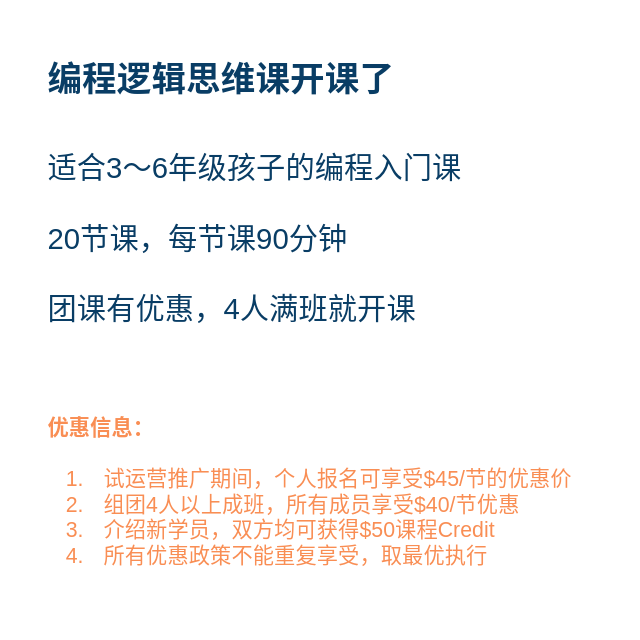 编程逻辑思维课开课了
适合3～6年级孩子的编程入门课
20节课，每节课90分钟
团课有优惠，4人满班就开课
优惠信息：
1. 试运营推广期间，个人报名可享受$45/节的优惠价
2. 组团4人以上成班，所有成员享受$40/节优惠
3. 介绍新学员，双方均可获得$50课程Credit
4. 所有优惠政策不能重复享受，取最优执行